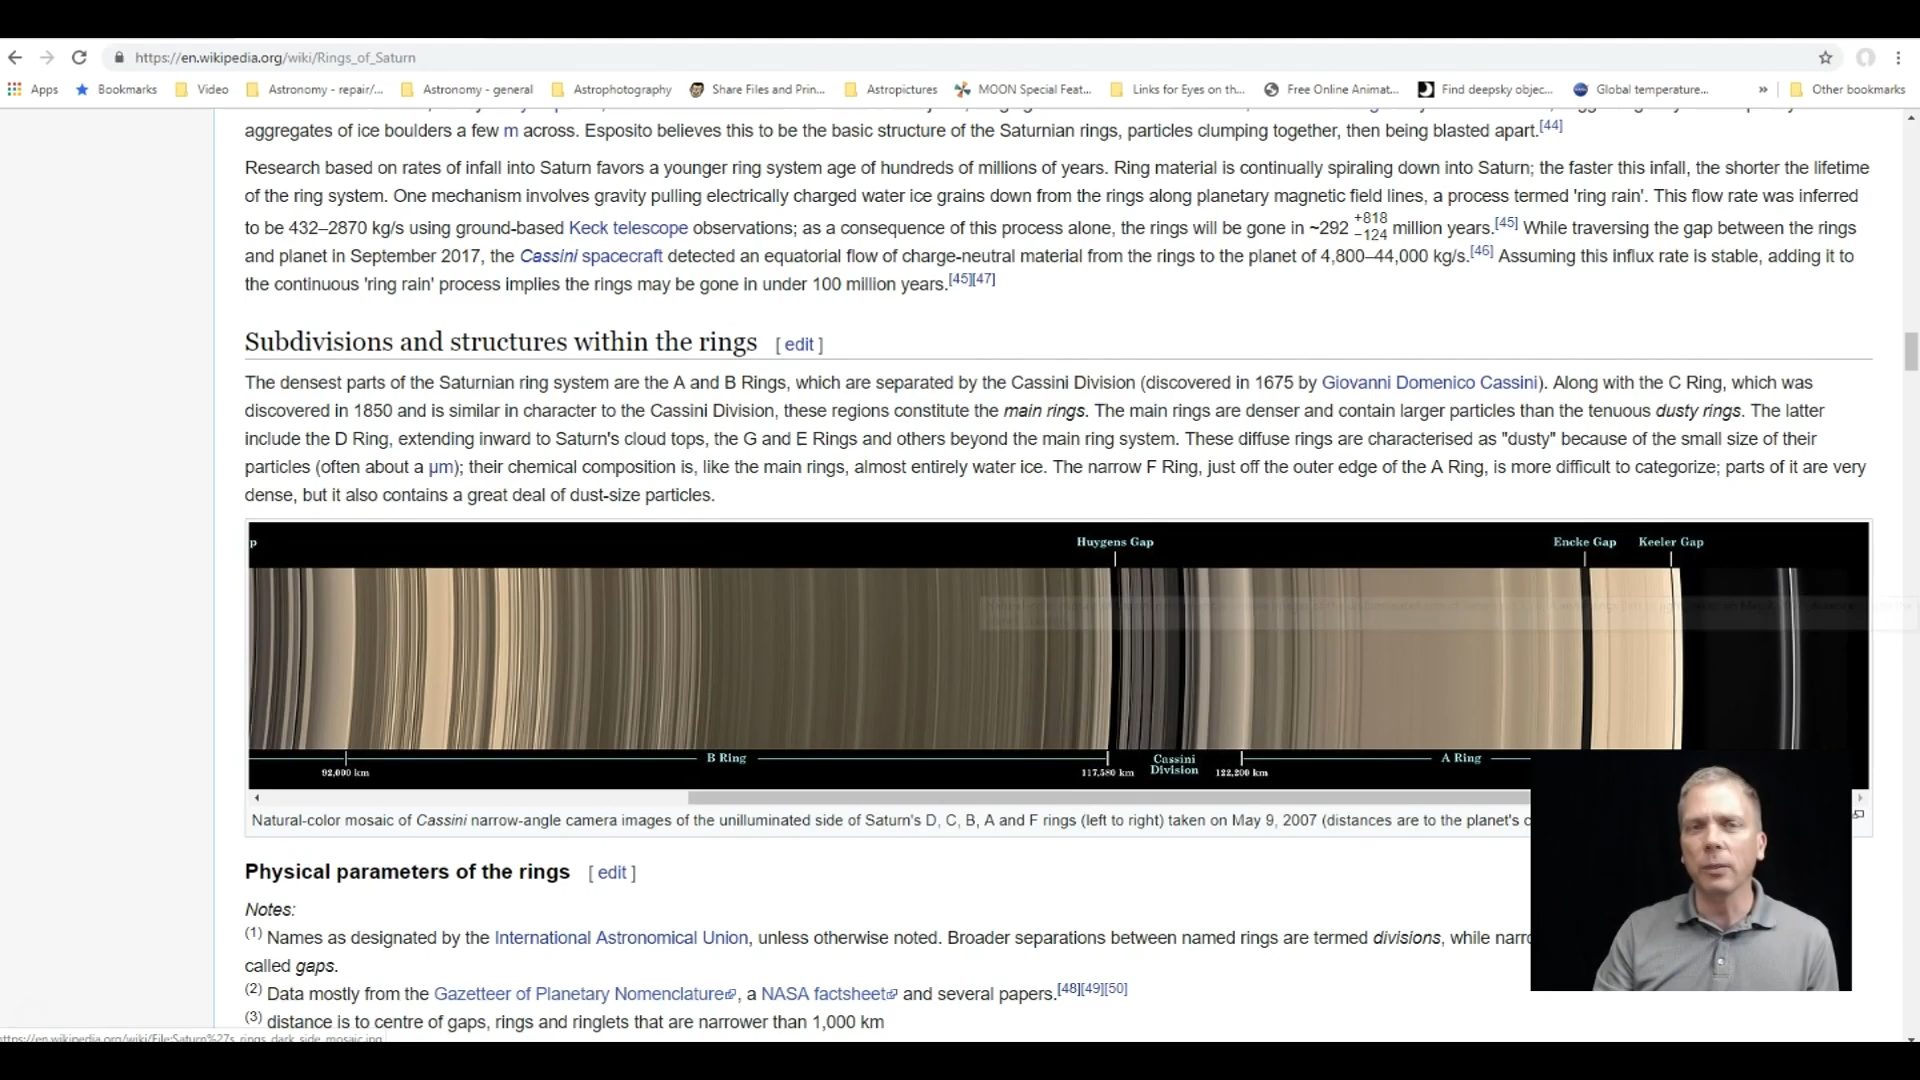 https://en.wikipedia.org/wiki/Rings_of_Saturn
Apps Bookmarks Video Astronomy - repair/... Astronomy - general Astrophotography Share Files and Prin... Astropictures MOON Special Feat... Links for Eyes on th... Free Online Animat... Find deepsky objec... Global temperature... » Other bookmarks
aggregates of ice boulders a few m across. Esposito believes this to be the basic structure of the Saturnian rings, particles clumping together, then being blasted apart.[44]
Research based on rates of infall into Saturn favors a younger ring system age of hundreds of millions of years. Ring material is continually spiraling down into Saturn; the faster this infall, the shorter the lifetime
of the ring system. One mechanism involves gravity pulling electrically charged water ice grains down from the rings along planetary magnetic field lines, a process termed 'ring rain'. This flow rate was inferred
to be 432–2870 kg/s using ground-based Keck telescope observations; as a consequence of this process alone, the rings will be gone in ~292 +818 −124 million years.[45] While traversing the gap between the rings
and planet in September 2017, the Cassini spacecraft detected an equatorial flow of charge-neutral material from the rings to the planet of 4,800–44,000 kg/s.[46] Assuming this influx rate is stable, adding it to
the continuous 'ring rain' process implies the rings may be gone in under 100 million years.[45][47]
Subdivisions and structures within the rings [ edit ]
The densest parts of the Saturnian ring system are the A and B Rings, which are separated by the Cassini Division (discovered in 1675 by Giovanni Domenico Cassini). Along with the C Ring, which was
discovered in 1850 and is similar in character to the Cassini Division, these regions constitute the main rings. The main rings are denser and contain larger particles than the tenuous dusty rings. The latter
include the D Ring, extending inward to Saturn's cloud tops, the G and E Rings and others beyond the main ring system. These diffuse rings are characterised as "dusty" because of the small size of their
particles (often about a μm); their chemical composition is, like the main rings, almost entirely water ice. The narrow F Ring, just off the outer edge of the A Ring, is more difficult to categorize; parts of it are very
dense, but it also contains a great deal of dust-size particles.
p Huygens Gap Encke Gap Keeler Gap
B Ring Cassini Division A Ring
92,000 km 117,580 km 122,200 km
Natural-color mosaic of Cassini narrow-angle camera images of the unilluminated side of Saturn's D, C, B, A and F rings (left to right) taken on May 9, 2007 (distances are to the planet's c
Physical parameters of the rings [ edit ]
Notes:
(1) Names as designated by the International Astronomical Union, unless otherwise noted. Broader separations between named rings are termed divisions, while narro
called gaps.
(2) Data mostly from the Gazetteer of Planetary Nomenclature, a NASA factsheet and several papers.[48][49][50]
(3) distance is to centre of gaps, rings and ringlets that are narrower than 1,000 km